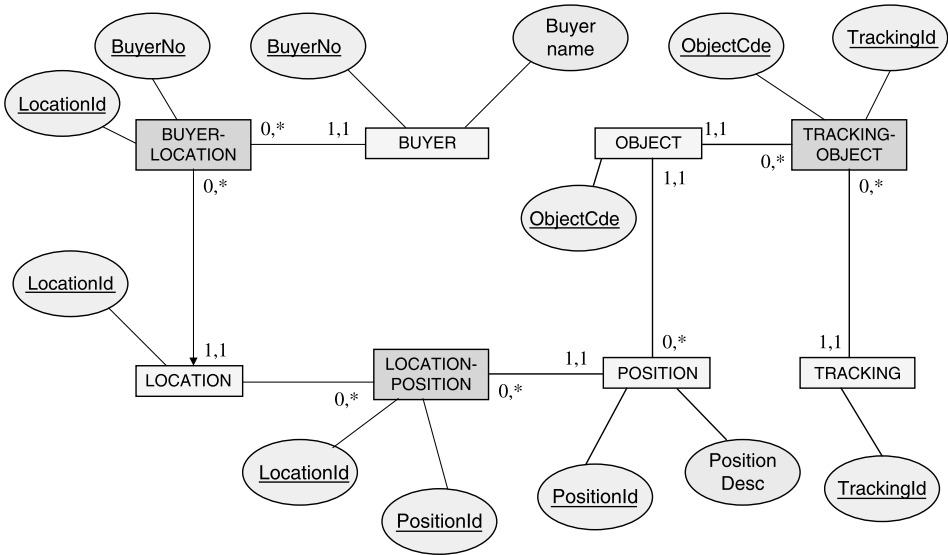 BuyerNo
BuyerNo
Buyer
name
ObjectCde
TrackingId
LocationId
BUYER-
LOCATION
0,*
1,1
BUYER
OBJECT
1,1
TRACKING-
OBJECT
0,*
0,*
1,1
0,*
ObjectCde
LocationId
1,1
LOCATION
0,*
LOCATION-
POSITION
0,*
1,1
0,*
POSITION
1,1
TRACKING
LocationId
PositionId
PositionId
Position
Desc
TrackingId